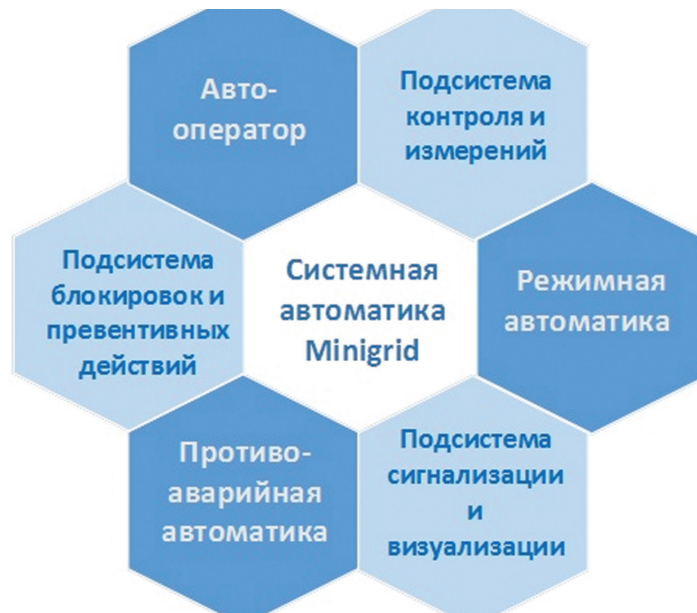 Авто-
оператор
Подсистема
контроля и
измерений
Подсистема
блокировок и
превентивных
действий
Системная
автоматика
Minigrid
Режимная
автоматика
Противо-
аварийная
автоматика
Подсистема
сигнализации
и
визуализации